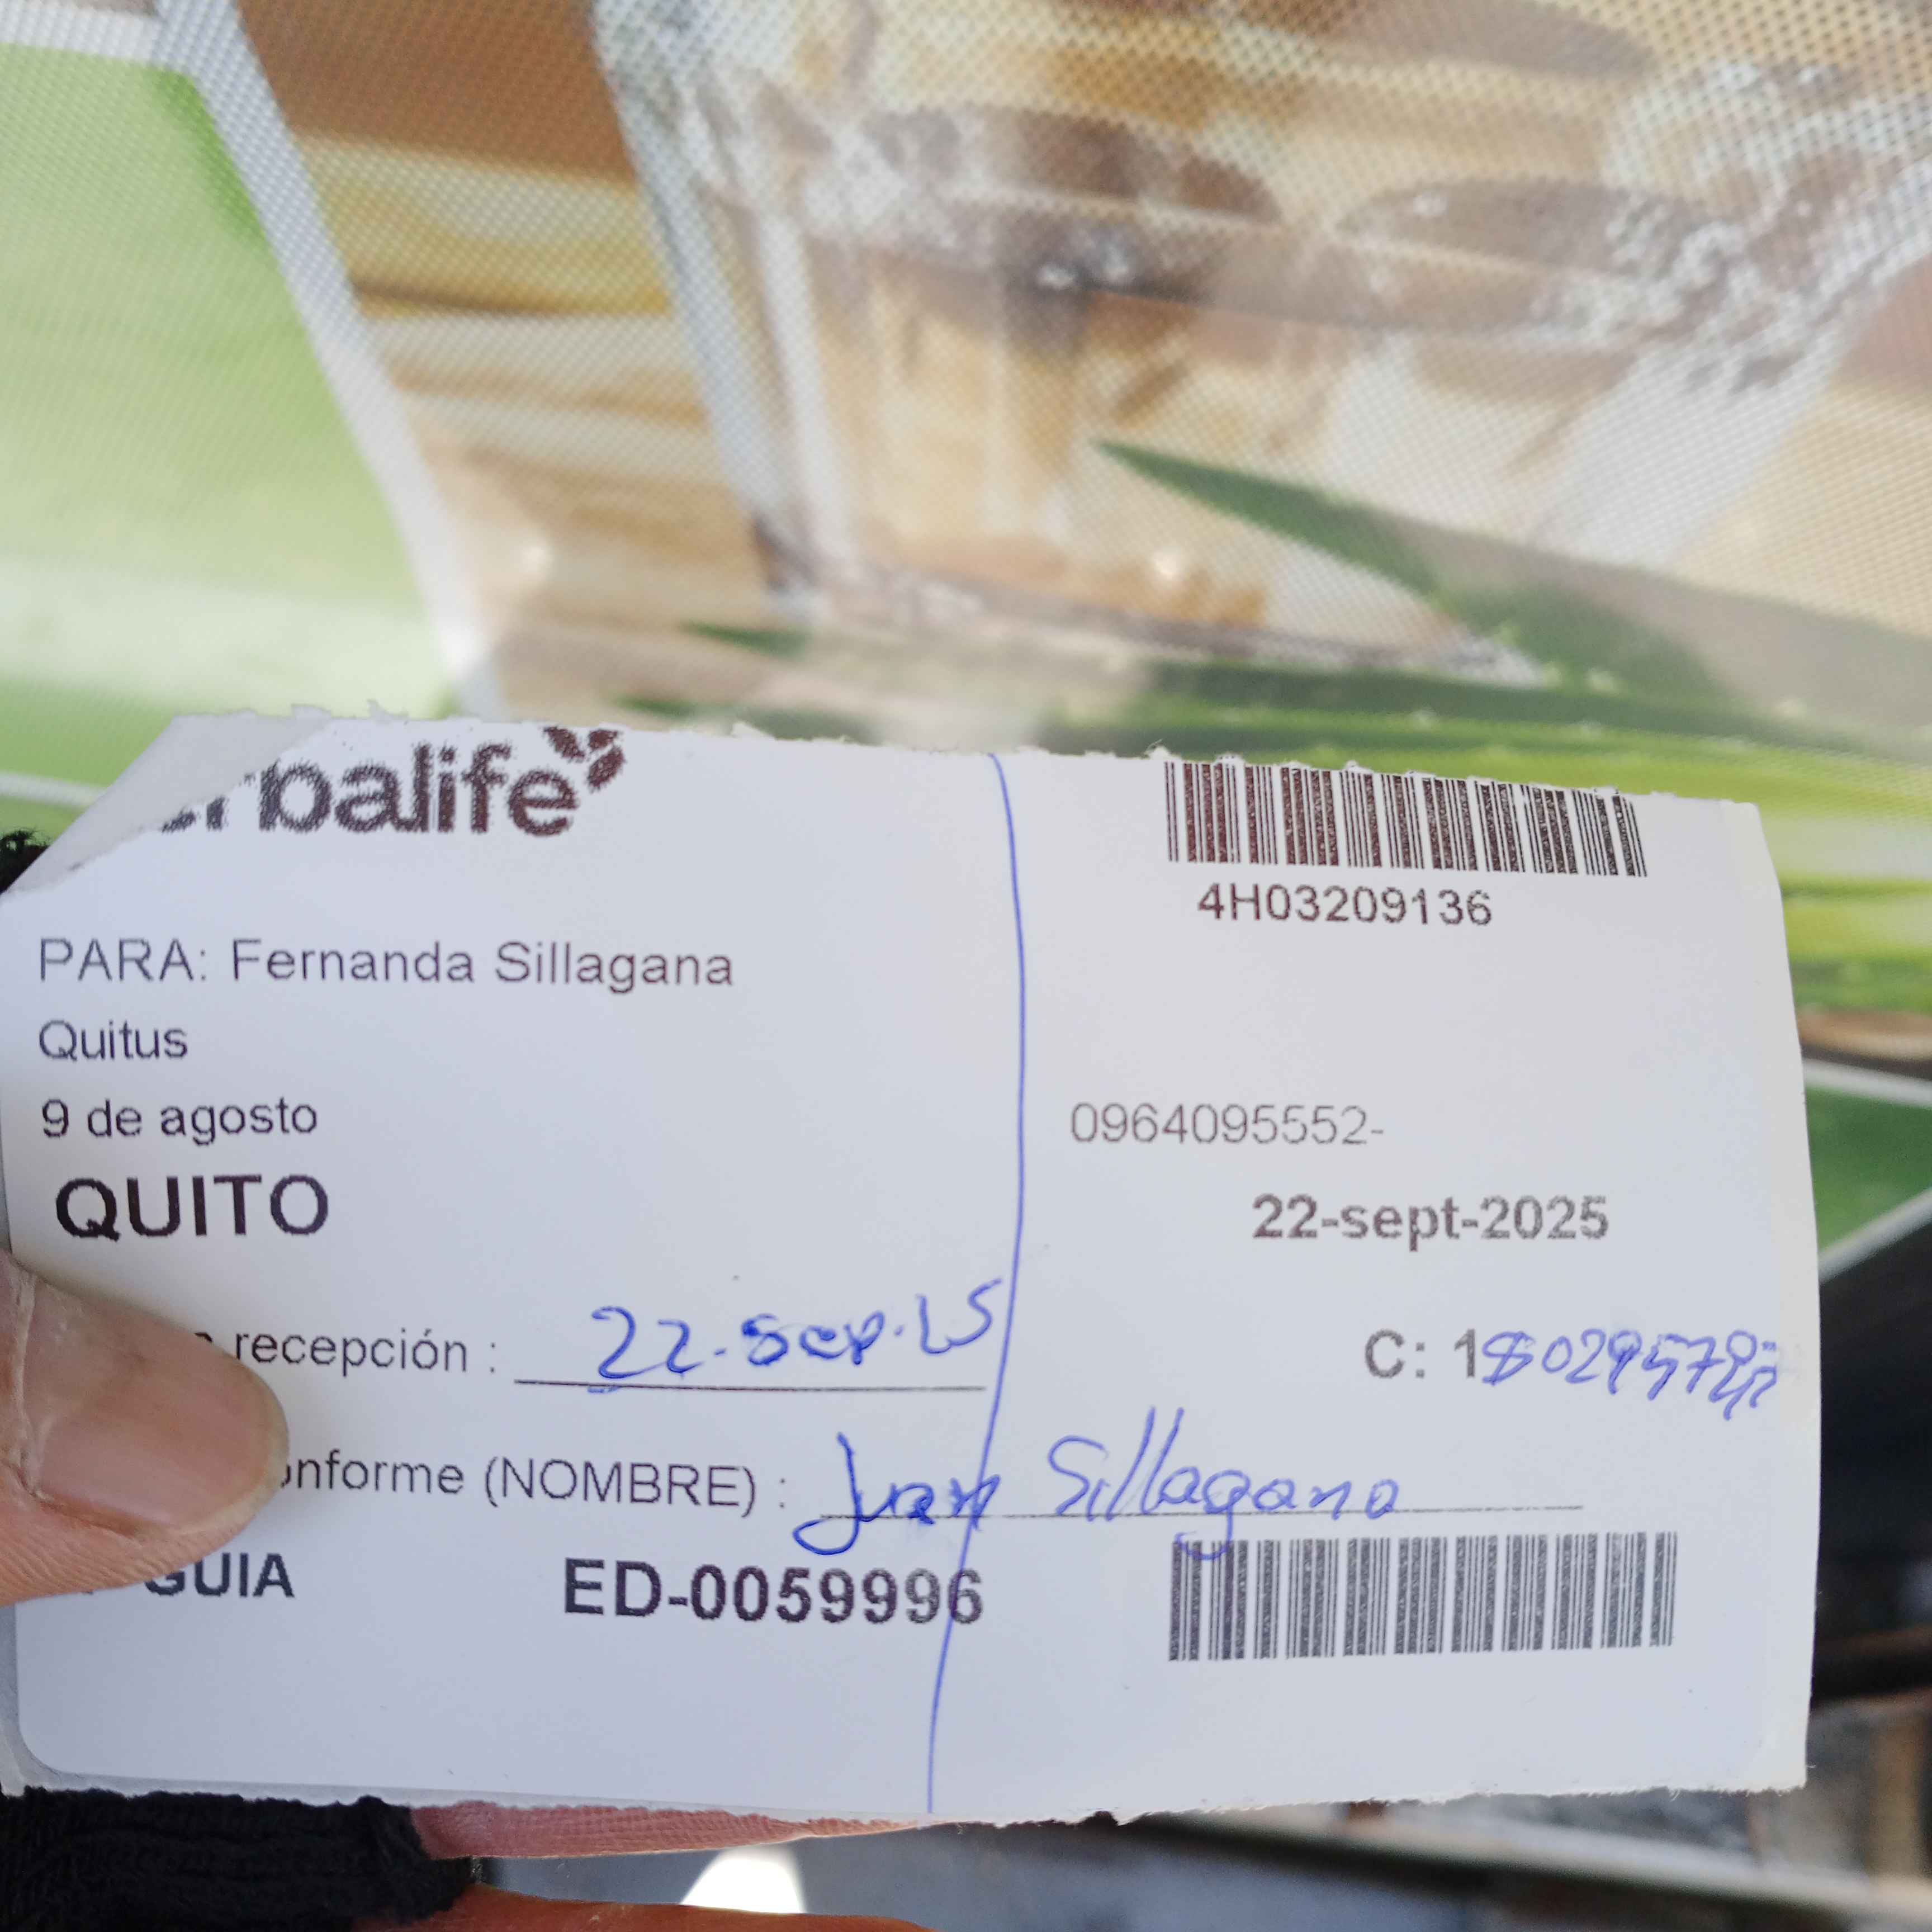 rbalife
4H03209136
PARA: Fernanda Sillagana
Quitus
9 de agosto
0964095552-
QUITO
22-sept-2025
recepción : 22-sep-25
C: 1
onforme (NOMBRE) : Juan Sillagana
GUIA ED-0059996